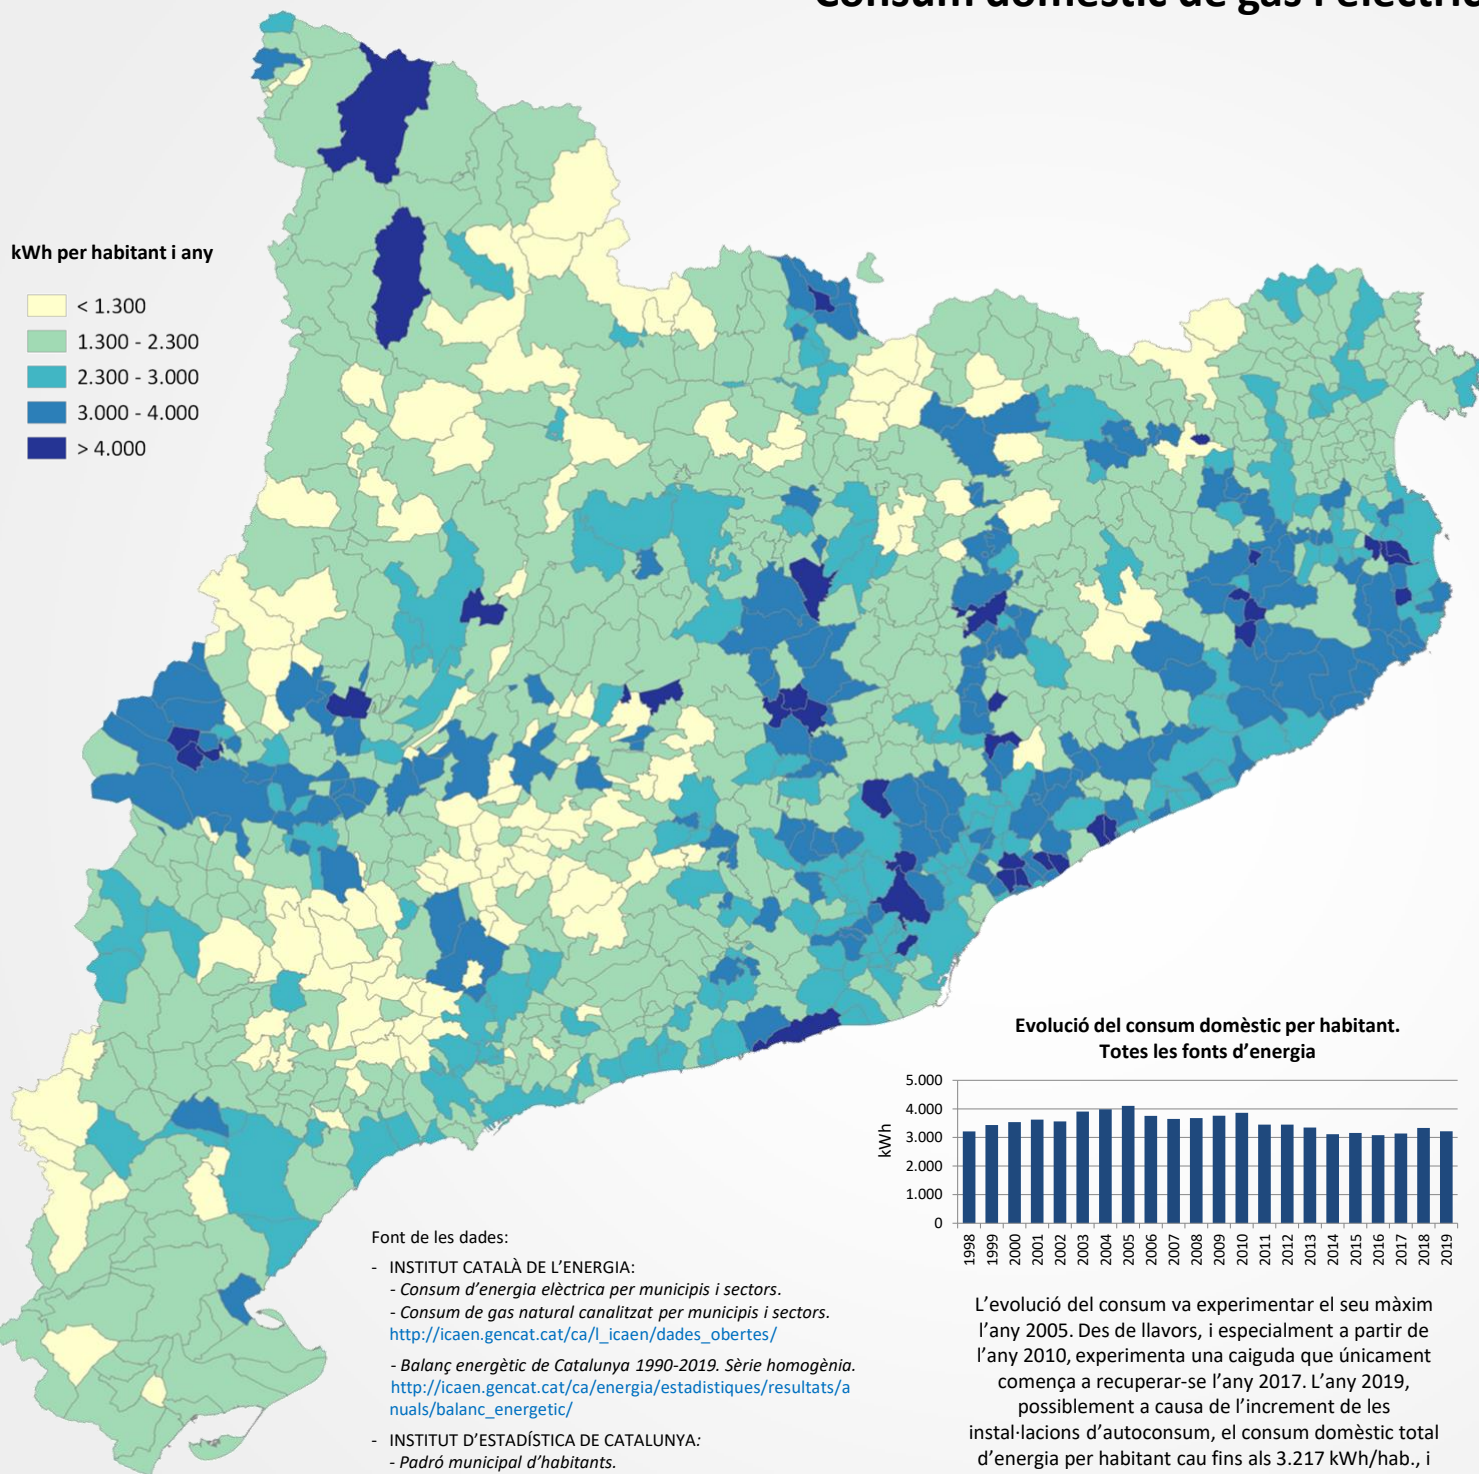 kWh per habitant i any
< 1.300
1.300 - 2.300
2.300 - 3.000
3.000 - 4.000
> 4.000
Evolució del consum domèstic per habitant.
Totes les fonts d'energia
5.000
4.000
3.000
2.000
1.000
0
kWh
1998 1999 2000 2001 2002 2003 2004 2005 2006 2007 2008 2009 2010 2011 2012 2013 2014 2015 2016 2017 2018 2019
Font de les dades:
- INSTITUT CATALÀ DE L'ENERGIA:
- Consum d'energia elèctrica per municipis i sectors.
- Consum de gas natural canalitzat per municipis i sectors.
http://icaen.gencat.cat/ca/l_icaen/dades_obertes/
- Balanç energètic de Catalunya 1990-2019. Sèrie homogènia.
http://icaen.gencat.cat/ca/energia/estadistiques/resultats/a
nuals/balanc_energetic/
- INSTITUT D'ESTADÍSTICA DE CATALUNYA:
- Padró municipal d'habitants.
L'evolució del consum va experimentar el seu màxim
l'any 2005. Des de llavors, i especialment a partir de
l'any 2010, experimenta una caiguda que únicament
comença a recuperar-se l'any 2017. L'any 2019,
possiblement a causa de l'increment de les
instal·lacions d'autoconsum, el consum domèstic total
d'energia per habitant cau fins als 3.217 kWh/hab., i